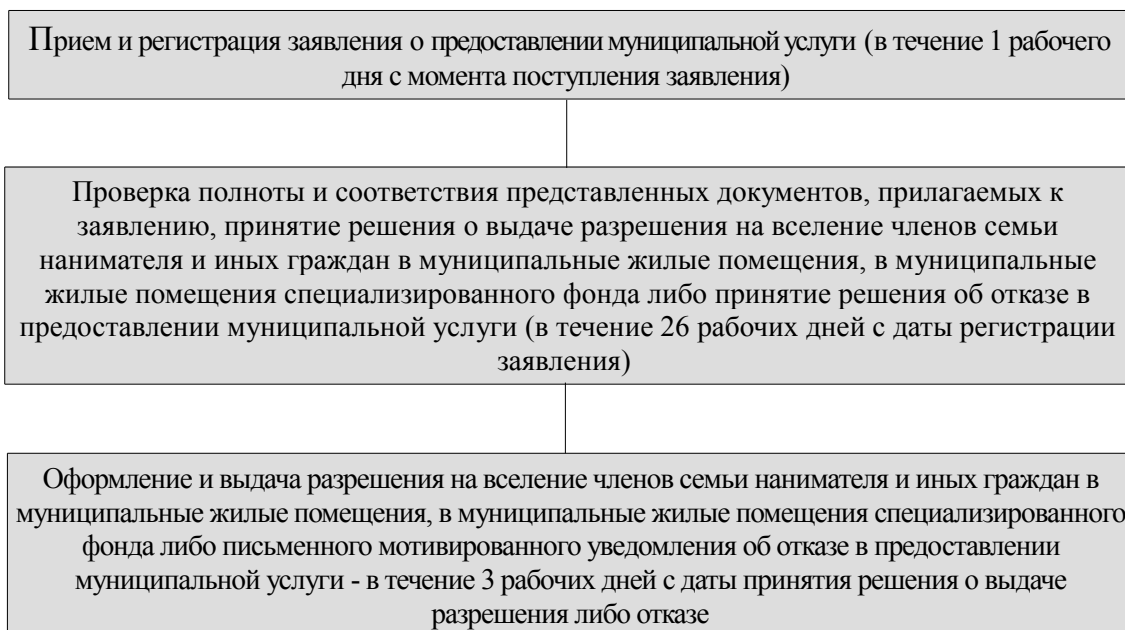 Прием и регистрация заявления о предоставлении муниципальной услуги (в течение 1 рабочего
дня с момента поступления заявления)
Проверка полноты и соответствия представленных документов, прилагаемых к
заявлению, принятие решения о выдаче разрешения на вселение членов семьи
нанимателя и иных граждан в муниципальные жилые помещения, в муниципальные
жилые помещения специализированного фонда либо принятие решения об отказе в
предоставлении муниципальной услуги (в течение 26 рабочих дней с даты регистрации
заявления)
Оформление и выдача разрешения на вселение членов семьи нанимателя и иных граждан в
муниципальные жилые помещения, в муниципальные жилые помещения специализированного
фонда либо письменного мотивированного уведомления об отказе в предоставлении
муниципальной услуги - в течение 3 рабочих дней с даты принятия решения о выдаче
разрешения либо отказе